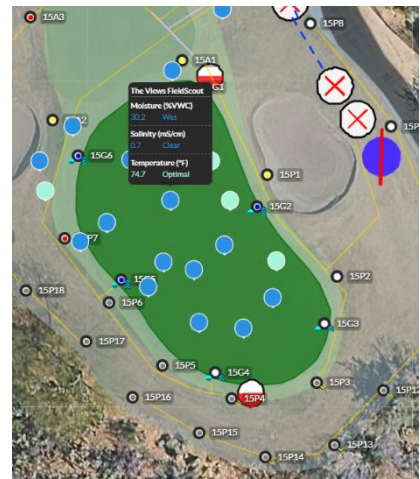 15A3
15P8
15A1
G1
The Views FieldScout
Moisture (%VWC)
30.2 Wet
Salinity (mS/cm)
0.7 Clear
Temperature (°F)
74.7 Optimal
15G6
15P1
15G2
15P2
15P18
15P6
15G3
15P17
15P5
15G4
15P3
15P16
15P4
15P12
15P15
15P14
15P13